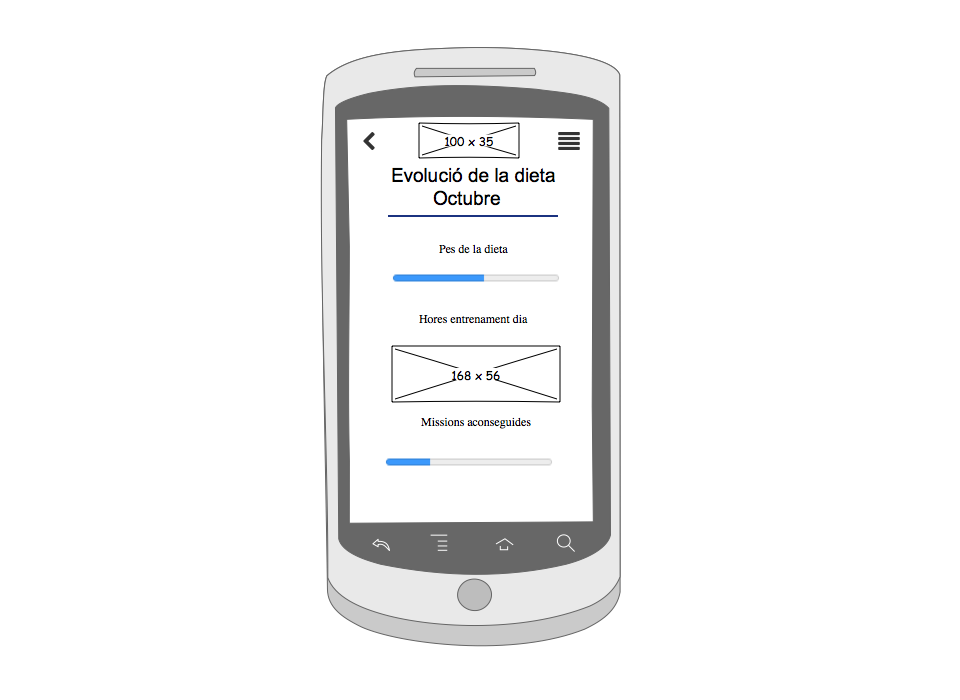 100 x 35
Evolució de la dieta
Octubre
Pes de la dieta
Hores entrenament dia
168 x 56
Missions aconseguides